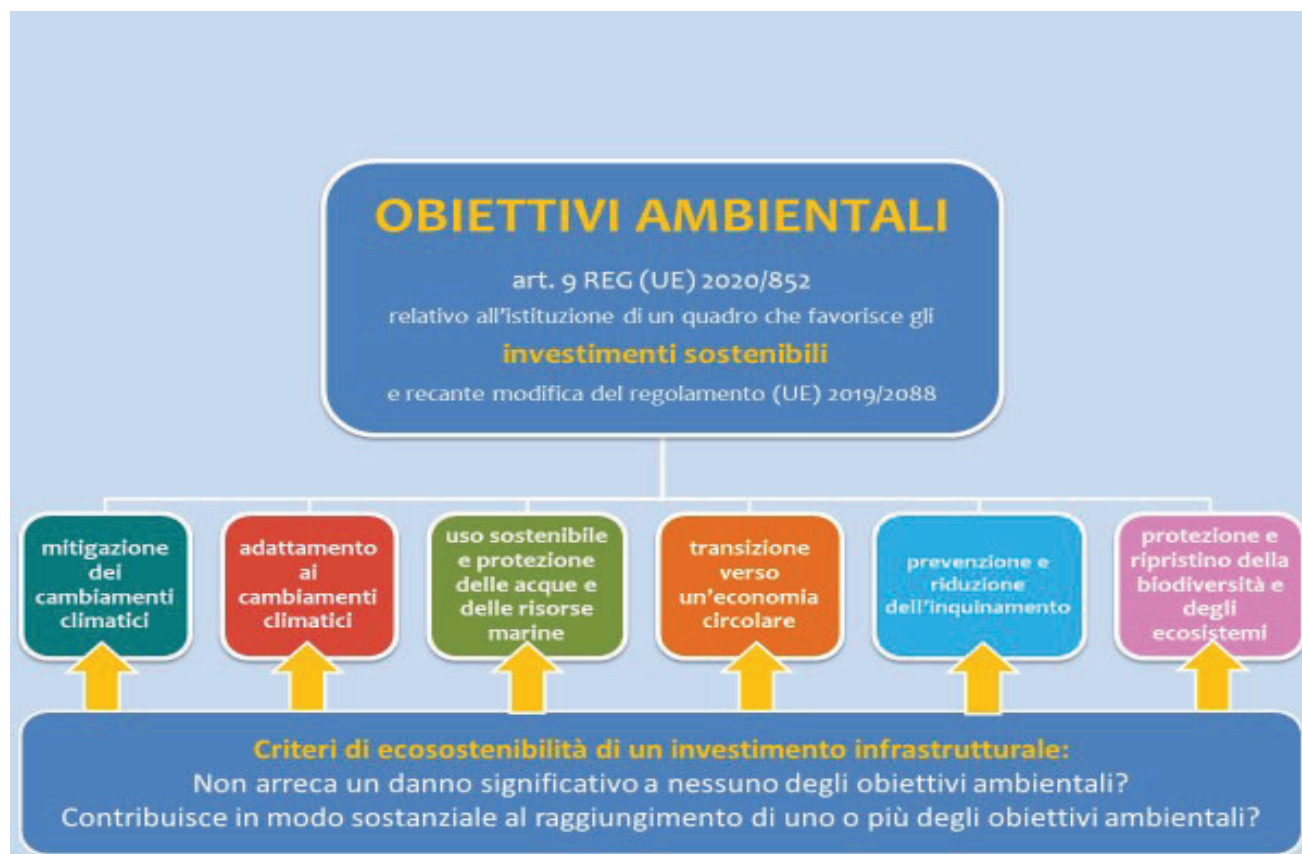 OBIETTIVI AMBIENTALI
art. 9 REG (UE) 2020/852
relativo all'istituzione di un quadro che favorisce gli
investimenti sostenibili
e recante modifica del regolamento (UE) 2019/2088
mitigazione
dei
cambiamenti
climatici
adattamento
ai
cambiamenti
climatici
uso sostenibile
e protezione
delle acque e
delle risorse
marine
transizione
verso
un'economia
circolare
prevenzione e
riduzione
dell'inquinamento
protezione e
ripristino della
biodiversità e
degli
ecosistemi
Criteri di ecosostenibilità di un investimento infrastrutturale:
Non arreca un danno significativo a nessuno degli obiettivi ambientali?
Contribuisce in modo sostanziale al raggiungimento di uno o più degli obiettivi ambientali?